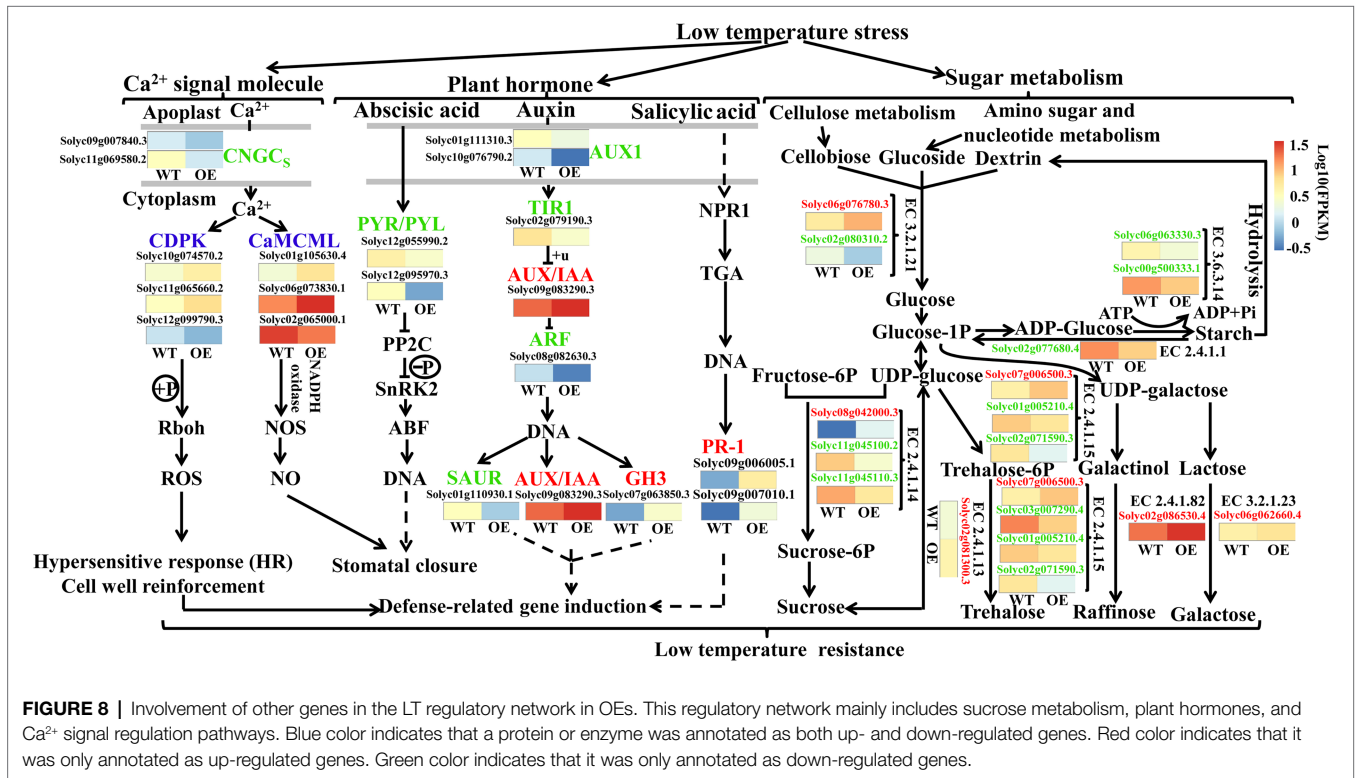 Low temperature stress
Ca²⁺ signal molecule
Plant hormone
Sugar metabolism
Apoplast Ca²⁺
Solyc09g007840.3
Solyc11g069580.2
CNGCS
WT OE
Cytoplasm
Ca²⁺
CDPK
Solyc10g074570.2
Solyc11g065660.2
Solyc12g099790.3
WT OE
+P
Rboh
ROS
Hypersensitive response (HR)
Cell well reinforcement
CaMCML
Solyc01g105630.4
Solyc06g073830.1
Solyc02g065000.1
WT OE
NADPH
oxidase
NOS
NO
Stomatal closure
Abscisic acid
PYR/PYL
Solyc12g055990.2
Solyc12g095970.3
WT OE
PP2C
-P
SnRK2
ABF
DNA
Auxin
Solyc01g111310.3
Solyc10g076790.2
AUX1
WT OE
TIR1
Solyc02g079190.3
+u
AUX/IAA
Solyc09g083290.3
ARF
Solyc08g082630.3
WT OE
DNA
SAUR
Solyc01g110930.1
WT OE
AUX/IAA
Solyc09g083290.3
WT OE
GH3
Solyc07g063850.3
WT OE
Defense-related gene induction
Salicylic acid
NPR1
TGA
DNA
PR-1
Solyc09g006005.1
Solyc09g007010.1
WT OE
Cellulose metabolism
Amino sugar and
nucleotide metabolism
Cellobiose Glucoside Dextrin
Solyc06g076780.3
Solyc02g080310.2
WT OE
EC 3.2.1.21
Glucose
Glucose-1P
ADP-Glucose
ATP
ADP+Pi
Starch
Hydrolysis
Solyc06g063330.3
Solyc00g500333.1
WT OE
EC 3.6.3.14
Solyc02g077680.4
WT OE
EC 2.4.1.1
Fructose-6P UDP-glucose
UDP-galactose
Solyc08g042000.3
Solyc11g045100.2
Solyc11g045110.3
WT OE
EC 2.4.1.14
Sucrose-6P
Sucrose
WT OE
Solyc02g081300.3
EC 2.4.1.13
Solyc07g006500.3
Solyc01g005210.4
Solyc02g071590.3
WT OE
EC 2.4.1.15
Trehalose-6P
Solyc07g006500.3
Solyc03g007290.4
Solyc01g005210.4
Solyc02g071590.3
WT OE
EC 2.4.1.15
Trehalose
Galactinol
EC 2.4.1.82
Solyc02g086530.4
WT OE
Raffinose
Lactose
EC 3.2.1.23
Solyc06g062660.4
WT OE
Galactose
1.5
1
0.5
0
-0.5
Log10(FPKM)
Low temperature resistance
FIGURE 8 | Involvement of other genes in the LT regulatory network in OEs. This regulatory network mainly includes sucrose metabolism, plant hormones, and
Ca²⁺ signal regulation pathways. Blue color indicates that a protein or enzyme was annotated as both up- and down-regulated genes. Red color indicates that it
was only annotated as up-regulated genes. Green color indicates that it was only annotated as down-regulated genes.